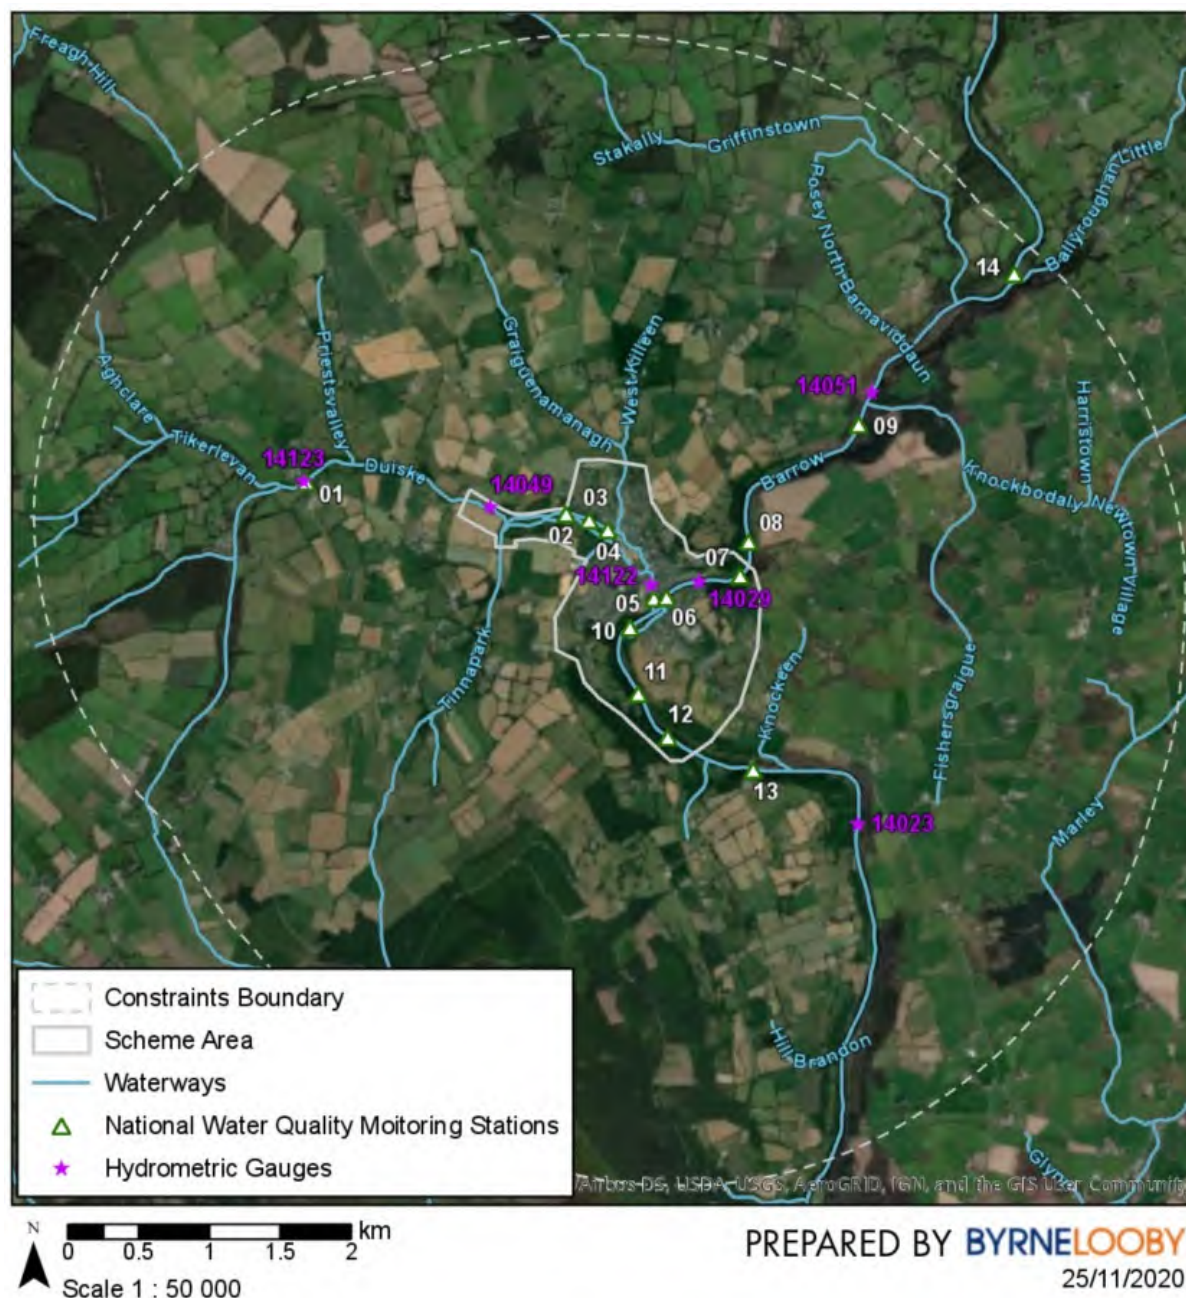 Freagh-Hill
Stakally
Griffinstown
Ballyroughan Little
Rosey North-Barnaviddaun
14
Graiguenamanagh
West-Killeen
Priestsvalley
Aghclare
Tikerlevan
14051
09
Harristown
14123
01
Duiske
14049
Barrow
Knockbodaly
Newtown Village
03
02
04
08
07
14122
14029
05
06
10
Tinnapark
11
12
Knockeen
Fishersgraigue
13
14023
Marley
Hill-Brandon
Glynn
Constraints Boundary
Scheme Area
Waterways
National Water Quality Moitoring Stations
Hydrometric Gauges
Airbus DS, USDA, USGS, AeroGRID, IGN, and the GIS User Community
N
0 0.5 1 1.5 2 km
Scale 1 : 50 000
PREPARED BY BYRNELOOBY
25/11/2020